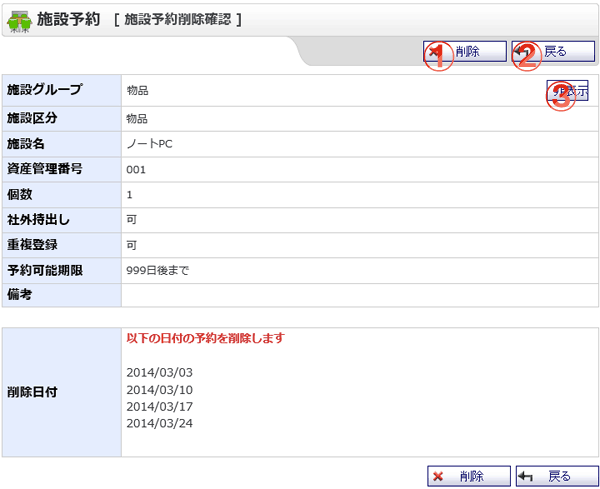 施設予約 [ 施設予約削除確認 ]
① 削除 ② 戻る
施設グループ 物品 ③ 非表示
施設区分 物品
施設名 ノートPC
資産管理番号 001
個数 1
社外持出し 可
重複登録 可
予約可能期限 999日後まで
備考
以下の日付の予約を削除します
2014/03/03
2014/03/10
削除日付
2014/03/17
2014/03/24
削除 戻る